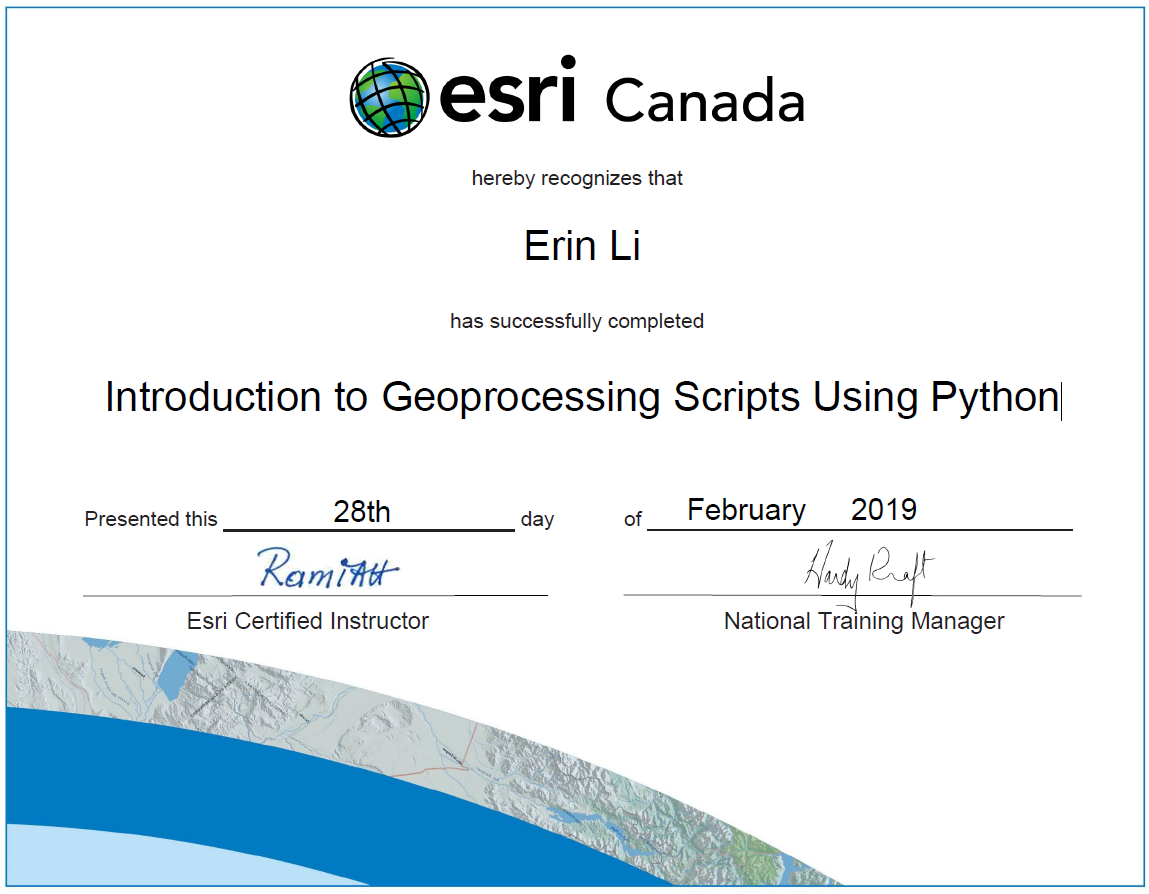 esri Canada
hereby recognizes that
Erin Li
has successfully completed
Introduction to Geoprocessing Scripts Using Python
Presented this 28th day of February 2019
Hardy Kraft
Esri Certified Instructor National Training Manager